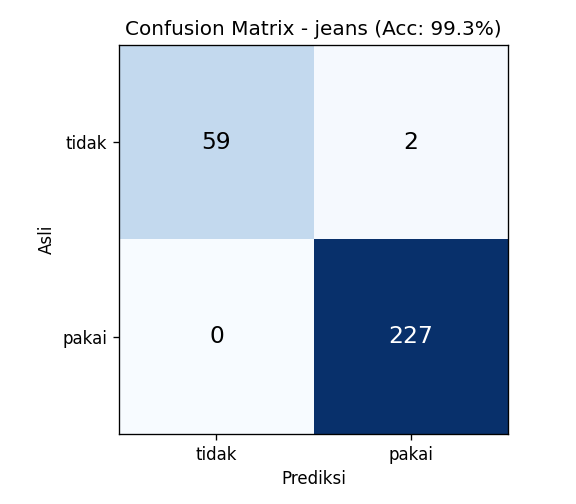 Confusion Matrix - jeans (Acc: 99.3%)
Asli
tidak
59
2
pakai
0
227
tidak
pakai
Prediksi